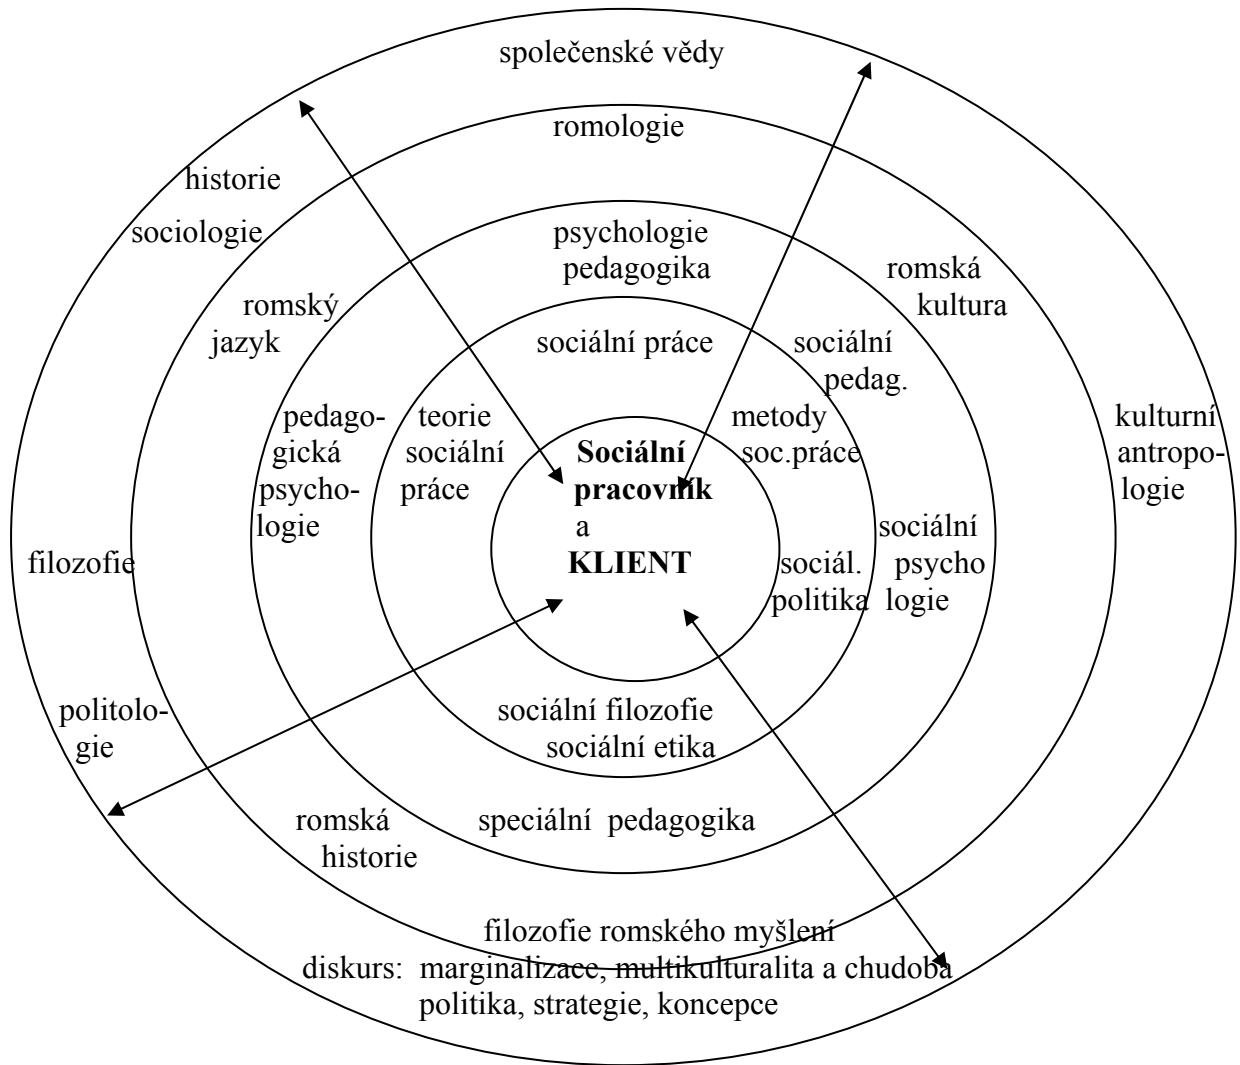 společenské vědy
romologie
historie
sociologie
psychologie
pedagogika
romská
kultura
romský
jazyk
sociální práce
sociální
pedag.
pedago-
gická
psycho-
logie
teorie
sociální
práce
metody
soc.práce
kulturní
antropo-
logie
Sociální
pracovník
a
KLIENT
filozofie
sociál.
politika
sociální
psycho
logie
politolo-
gie
sociální filozofie
sociální etika
romská
historie
speciální pedagogika
filozofie romského myšlení
diskurs: marginalizace, multikulturalita a chudoba
politika, strategie, koncepce